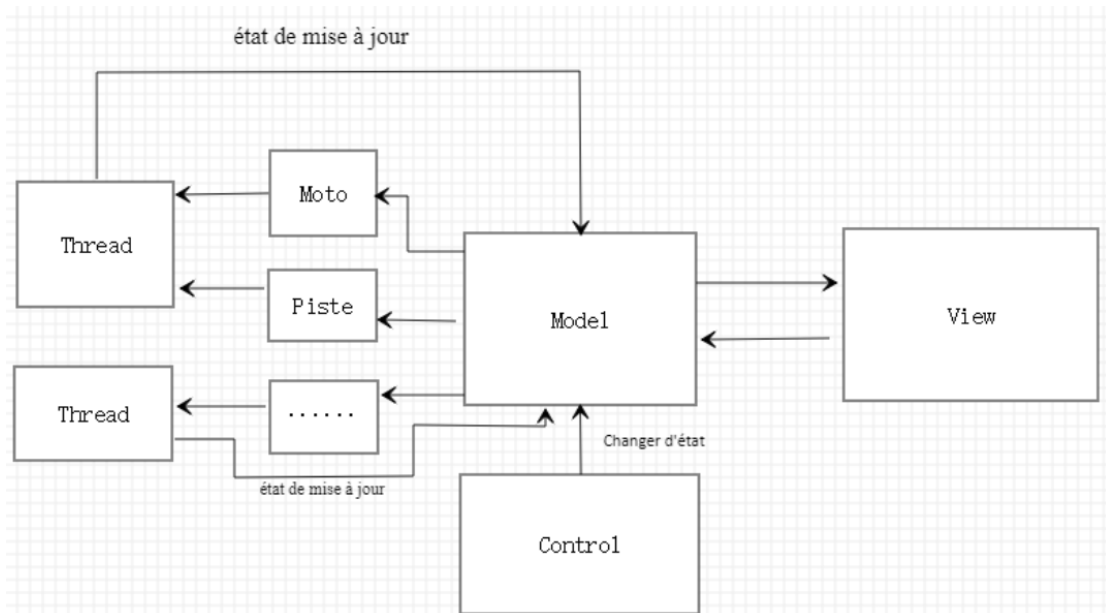 état de mise à jour
Moto
Thread
Piste
Model
View
Thread
......
Changer d'état
état de mise à jour
Control